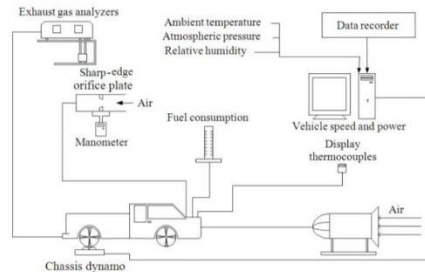 Exhaust gas analyzers
Ambient temperature
Atmospheric pressure
Relative humidity
Data recorder
Sharp-edge
orifice plate
Air
Manometer
Fuel consumption
Vehicle speed and power
Display
thermocouples
Air
Chassis dynamo